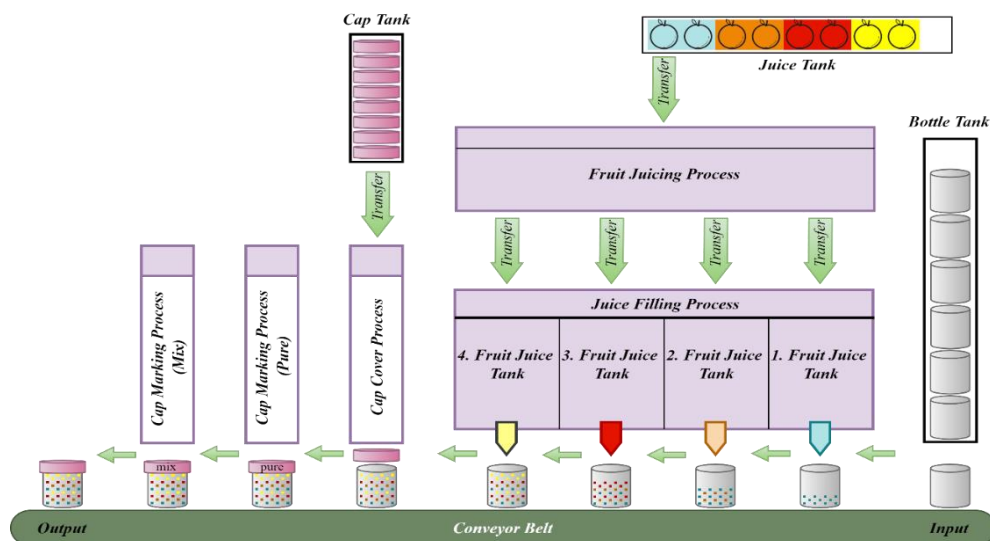 Cap Tank
Juice Tank
Transfer
Bottle Tank
Fruit Juicing Process
Transfer
Transfer
Transfer
Transfer
Transfer
Juice Filling Process
Cap Marking Process
(Mix)
Cap Marking Process
(Pure)
Cap Cover Process
4. Fruit Juice
Tank
3. Fruit Juice
Tank
2. Fruit Juice
Tank
1. Fruit Juice
Tank
mix
pure
Output
Conveyor Belt
Input